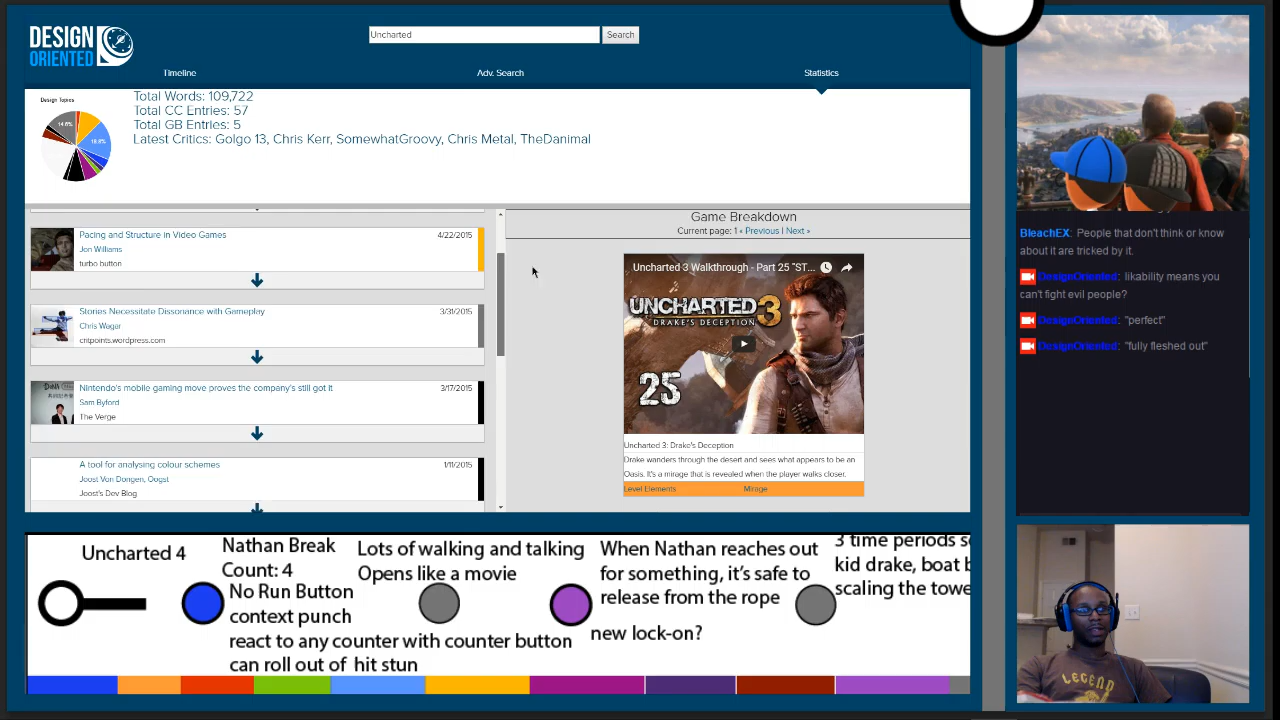 DESIGN
ORIENTED
Uncharted
Search
Timeline
Adv. Search
Statistics
Design Topics
14.6%
18.8%
Total Words: 109,722
Total CC Entries: 57
Total GB Entries: 5
Latest Critics: Golgo 13, Chris Kerr, SomewhatGroovy, Chris Metal, TheDanimal
Pacing and Structure in Video Games
4/22/2015
Jon Williams
turbo button
Stories Necessitate Dissonance with Gameplay
3/31/2015
Chris Wagar
critpoints.wordpress.com
Nintendo's mobile gaming move proves the company's still got it
3/17/2015
Sam Byford
The Verge
A tool for analysing colour schemes
1/11/2015
Joost Von Dongen, Oogst
Joost's Dev Blog
Game Breakdown
Current page: 1 « Previous | Next »
Uncharted 3 Walkthrough - Part 25 "ST...
UNCHARTED 3
DRAKE'S DECEPTION
25
Uncharted 3: Drake's Deception
Drake wanders through the desert and sees what appears to be an
Oasis. It's a mirage that is revealed when the player walks closer.
Level Elements
Mirage
BleachEX: People that don't think or know
about it are tricked by it.
DesignOriented: likability means you
can't fight evil people?
DesignOriented: "perfect"
DesignOriented: "fully fleshed out"
Uncharted 4
Nathan Break
Count: 4
No Run Button
context punch
react to any counter with counter button
can roll out of hit stun
Lots of walking and talking
Opens like a movie
When Nathan reaches out
for something, it's safe to
release from the rope
new lock-on?
3 time periods s
kid drake, boat b
scaling the towe
LEGEND